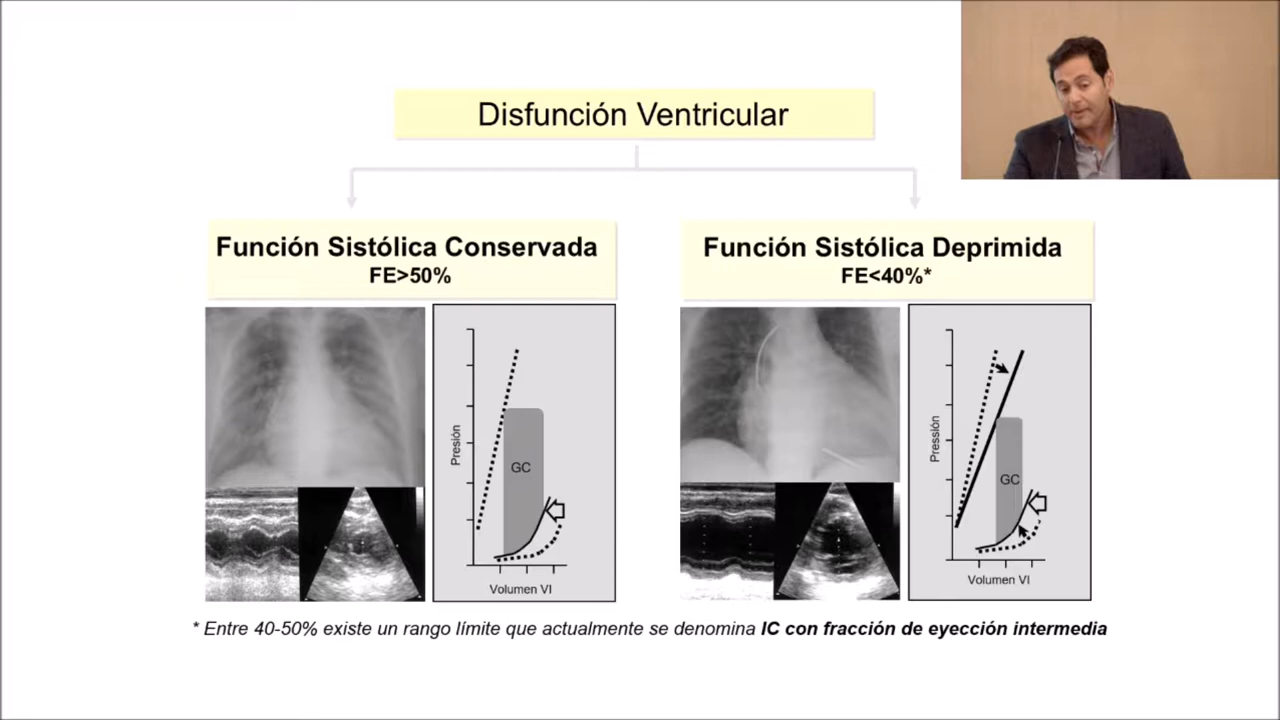 Disfunción Ventricular
Función Sistólica Conservada
FE>50%
Función Sistólica Deprimida
FE<40%*
Presión
GC
Volumen VI
Pressión
GC
Volumen VI
* Entre 40-50% existe un rango límite que actualmente se denomina IC con fracción de eyección intermedia